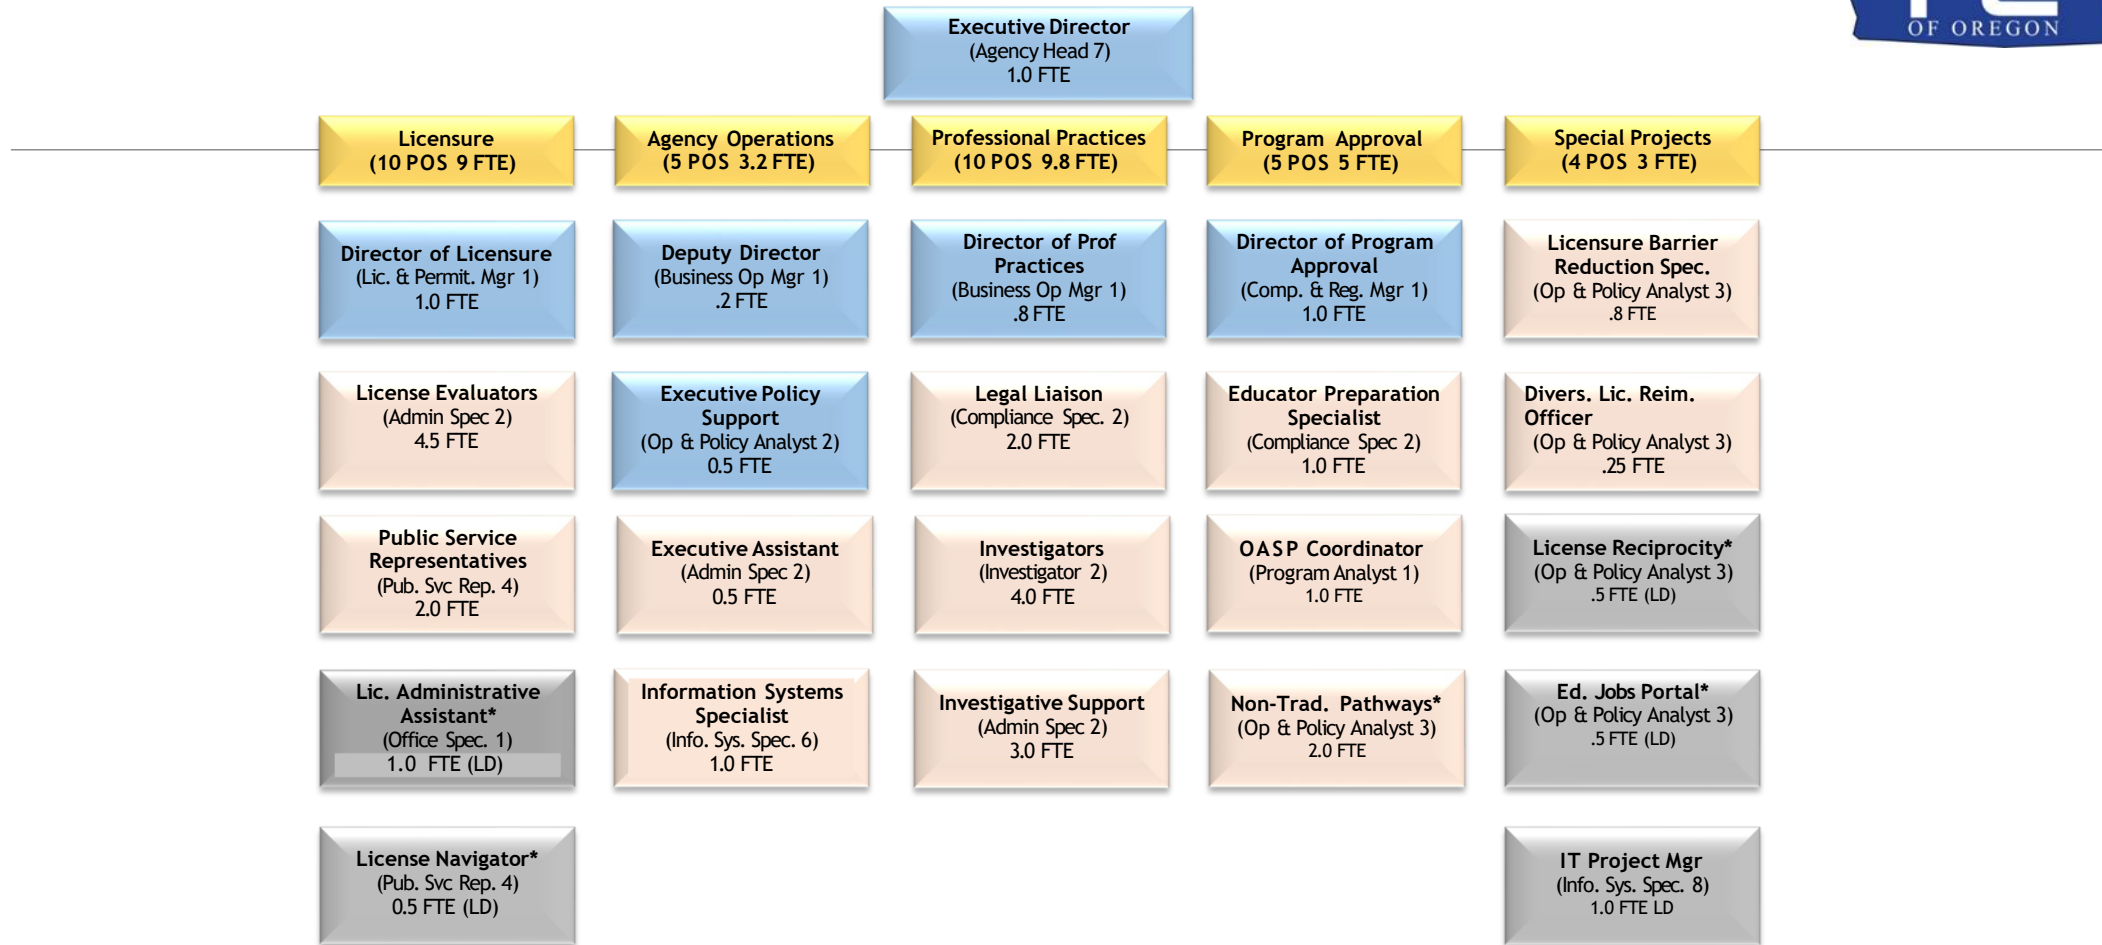 OF OREGON
Executive Director
(Agency Head 7)
1.0 FTE
Licensure
(10 POS 9 FTE)
Agency Operations
(5 POS 3.2 FTE)
Professional Practices
(10 POS 9.8 FTE)
Program Approval
(5 POS 5 FTE)
Special Projects
(4 POS 3 FTE)
Director of Licensure
(Lic. & Permit. Mgr 1)
1.0 FTE
Deputy Director
(Business Op Mgr 1)
.2 FTE
Director of Prof
Practices
(Business Op Mgr 1)
.8 FTE
Director of Program
Approval
(Comp. & Reg. Mgr 1)
1.0 FTE
Licensure Barrier
Reduction Spec.
(Op & Policy Analyst 3)
.8 FTE
License Evaluators
(Admin Spec 2)
4.5 FTE
Executive Policy
Support
(Op & Policy Analyst 2)
0.5 FTE
Legal Liaison
(Compliance Spec. 2)
2.0 FTE
Educator Preparation
Specialist
(Compliance Spec 2)
1.0 FTE
Divers. Lic. Reim.
Officer
(Op & Policy Analyst 3)
.25 FTE
Public Service
Representatives
(Pub. Svc Rep. 4)
2.0 FTE
Executive Assistant
(Admin Spec 2)
0.5 FTE
Investigators
(Investigator 2)
4.0 FTE
OASP Coordinator
(Program Analyst 1)
1.0 FTE
License Reciprocity*
(Op & Policy Analyst 3)
.5 FTE (LD)
Lic. Administrative
Assistant*
(Office Spec. 1)
1.0 FTE (LD)
Information Systems
Specialist
(Info. Sys. Spec. 6)
1.0 FTE
Investigative Support
(Admin Spec 2)
3.0 FTE
Non-Trad. Pathways*
(Op & Policy Analyst 3)
2.0 FTE
Ed. Jobs Portal*
(Op & Policy Analyst 3)
.5 FTE (LD)
License Navigator*
(Pub. Svc Rep. 4)
0.5 FTE (LD)
IT Project Mgr
(Info. Sys. Spec. 8)
1.0 FTE LD